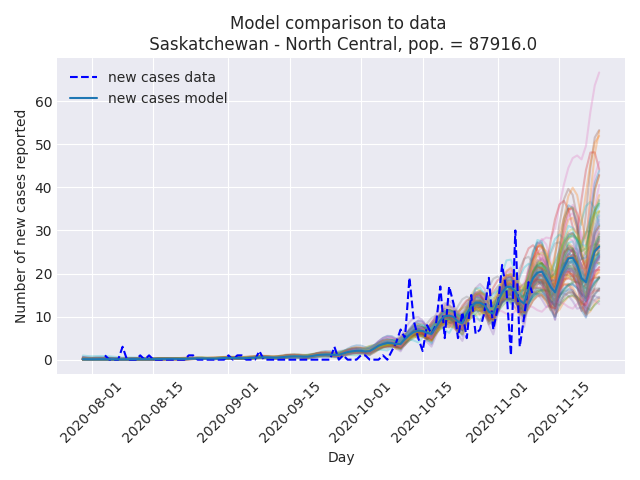 Model comparison to data
Saskatchewan - North Central, pop. = 87916.0
new cases data
new cases model
Number of new cases reported
60
50
40
30
20
10
0
2020-08-01
2020-08-15
2020-09-01
2020-09-15
2020-10-01
2020-10-15
2020-11-01
2020-11-15
Day